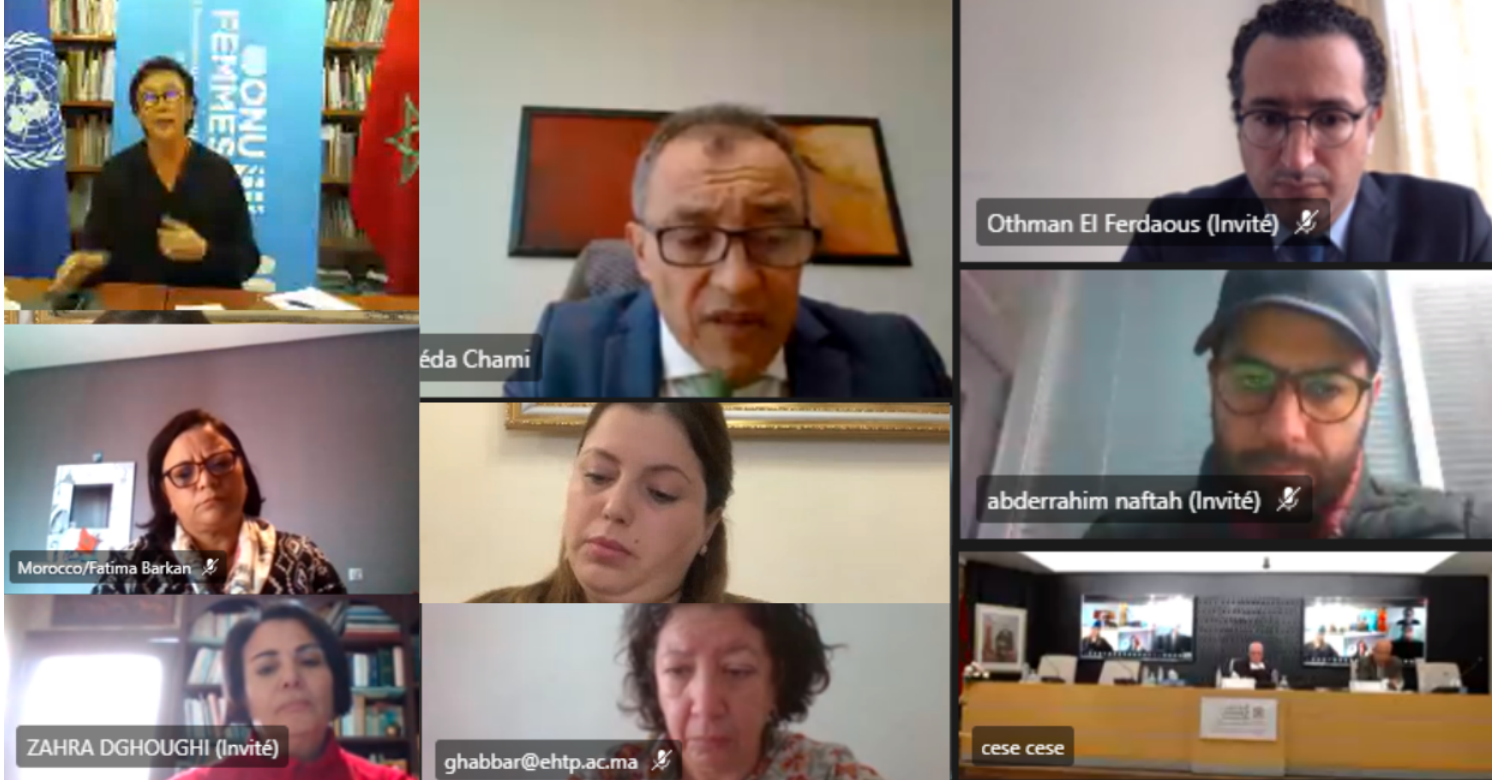 ONU
FEMMES
éda Chami
Othman El Ferdaous (Invité)
abderrahim naftah (Invité)
Morocco/Fatima Barkan
ZAHRA DGHOUGHI (Invité)
ghabbar@ehtp.ac.ma
cese cese